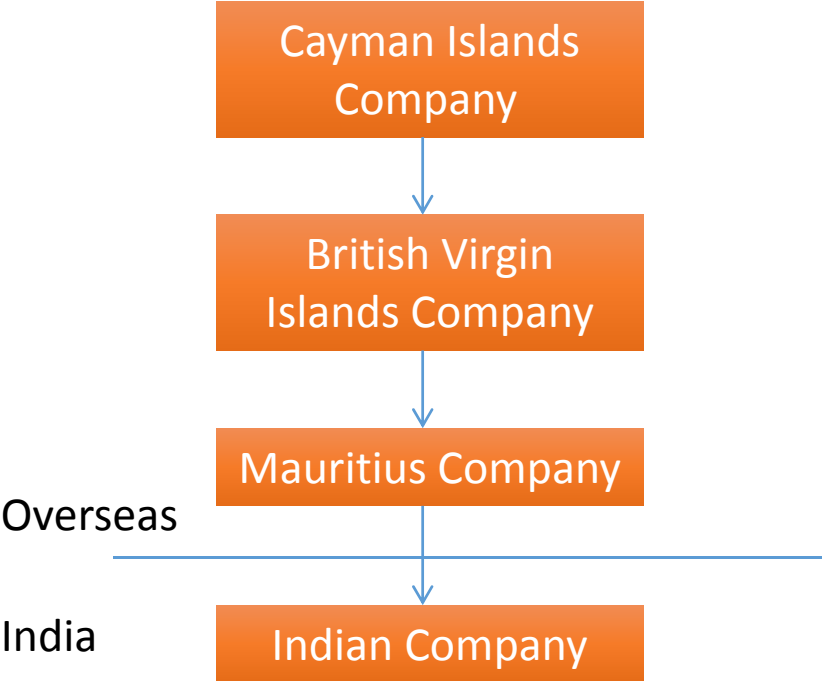 Cayman Islands
Company
British Virgin
Islands Company
Mauritius Company
Overseas
India
Indian Company